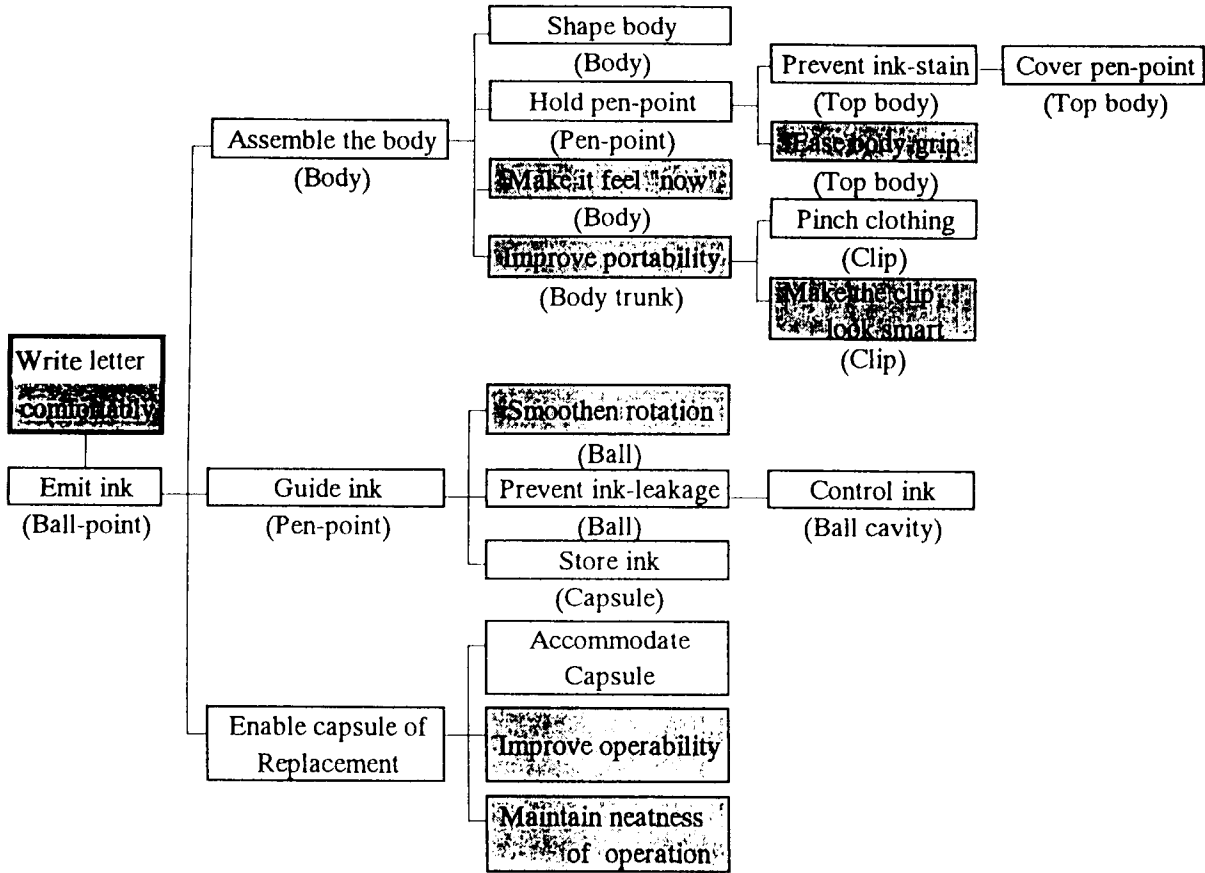 Shape body
(Body)
Prevent ink-stain
Cover pen-point
(Top body)
(Top body)
Hold pen-point
(Pen-point)
Assemble the body
(Body)
Ease body grip
(Top body)
Make it feel "now"
(Body)
Pinch clothing
(Clip)
Improve portability
(Body trunk)
Make the clip
look smart
(Clip)
Write letter
comfortably
Smoothen rotation
(Ball)
Emit ink
(Ball-point)
Guide ink
(Pen-point)
Prevent ink-leakage
(Ball)
Control ink
(Ball cavity)
Store ink
(Capsule)
Accommodate
Capsule
Enable capsule of
Replacement
Improve operability
Maintain neatness
of operation